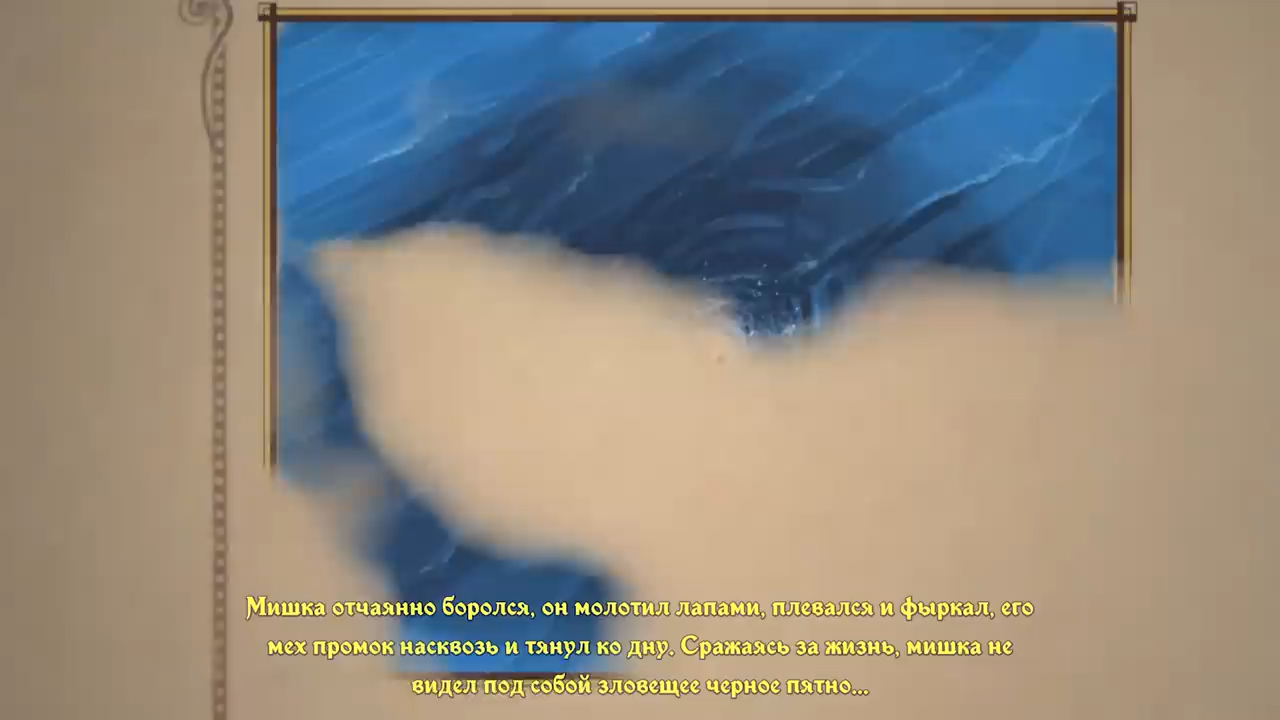 Мишка отчаянно боролся, он молотил лапами, плевался и фыркал, его
мех промок насквозь и тянул ко дну. Сражаясь за жизнь, мишка не
видел под собой зловещее черное пятно...